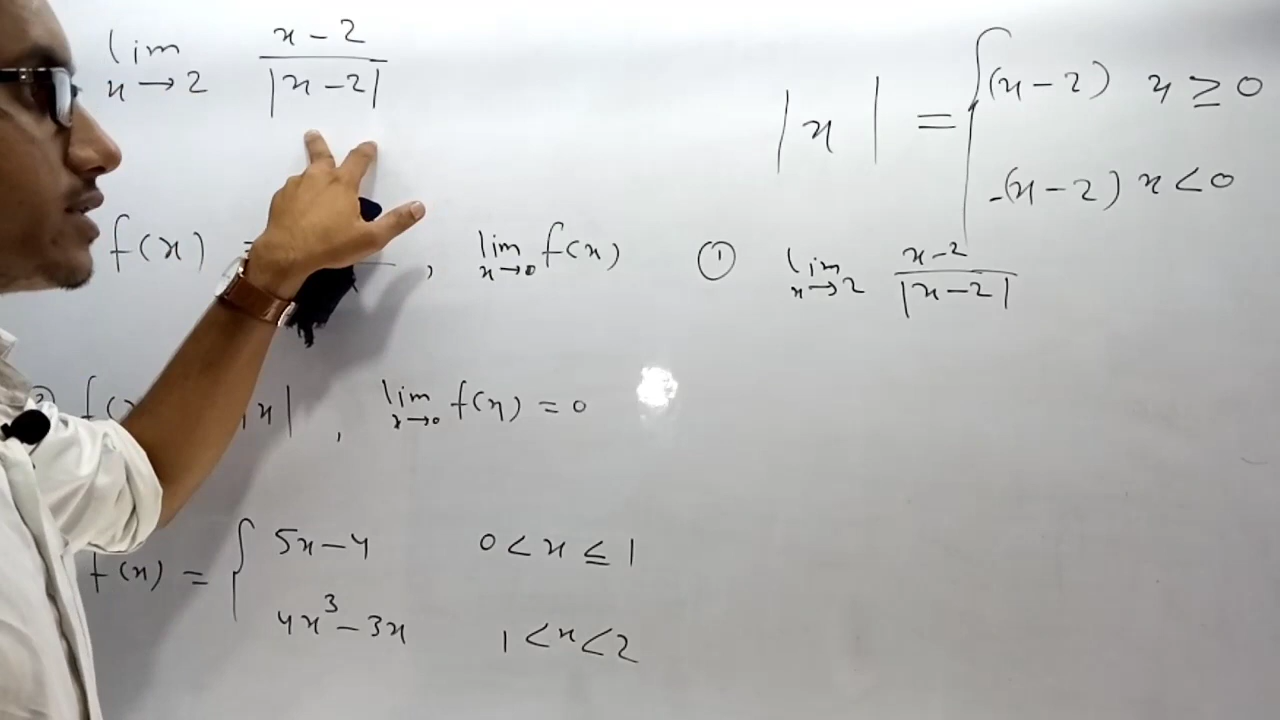 lim x→2 x-2 / |x-2|
f(x) = , lim x→0 f(x)
f( x| , lim x→0 f(x) = 0
f(x) = { 5x-4 0<x≤1
4x³-3x 1<x<2
|x| = { (x-2) x≥0
-(x-2) x<0
① lim x→2 x-2 / |x-2|